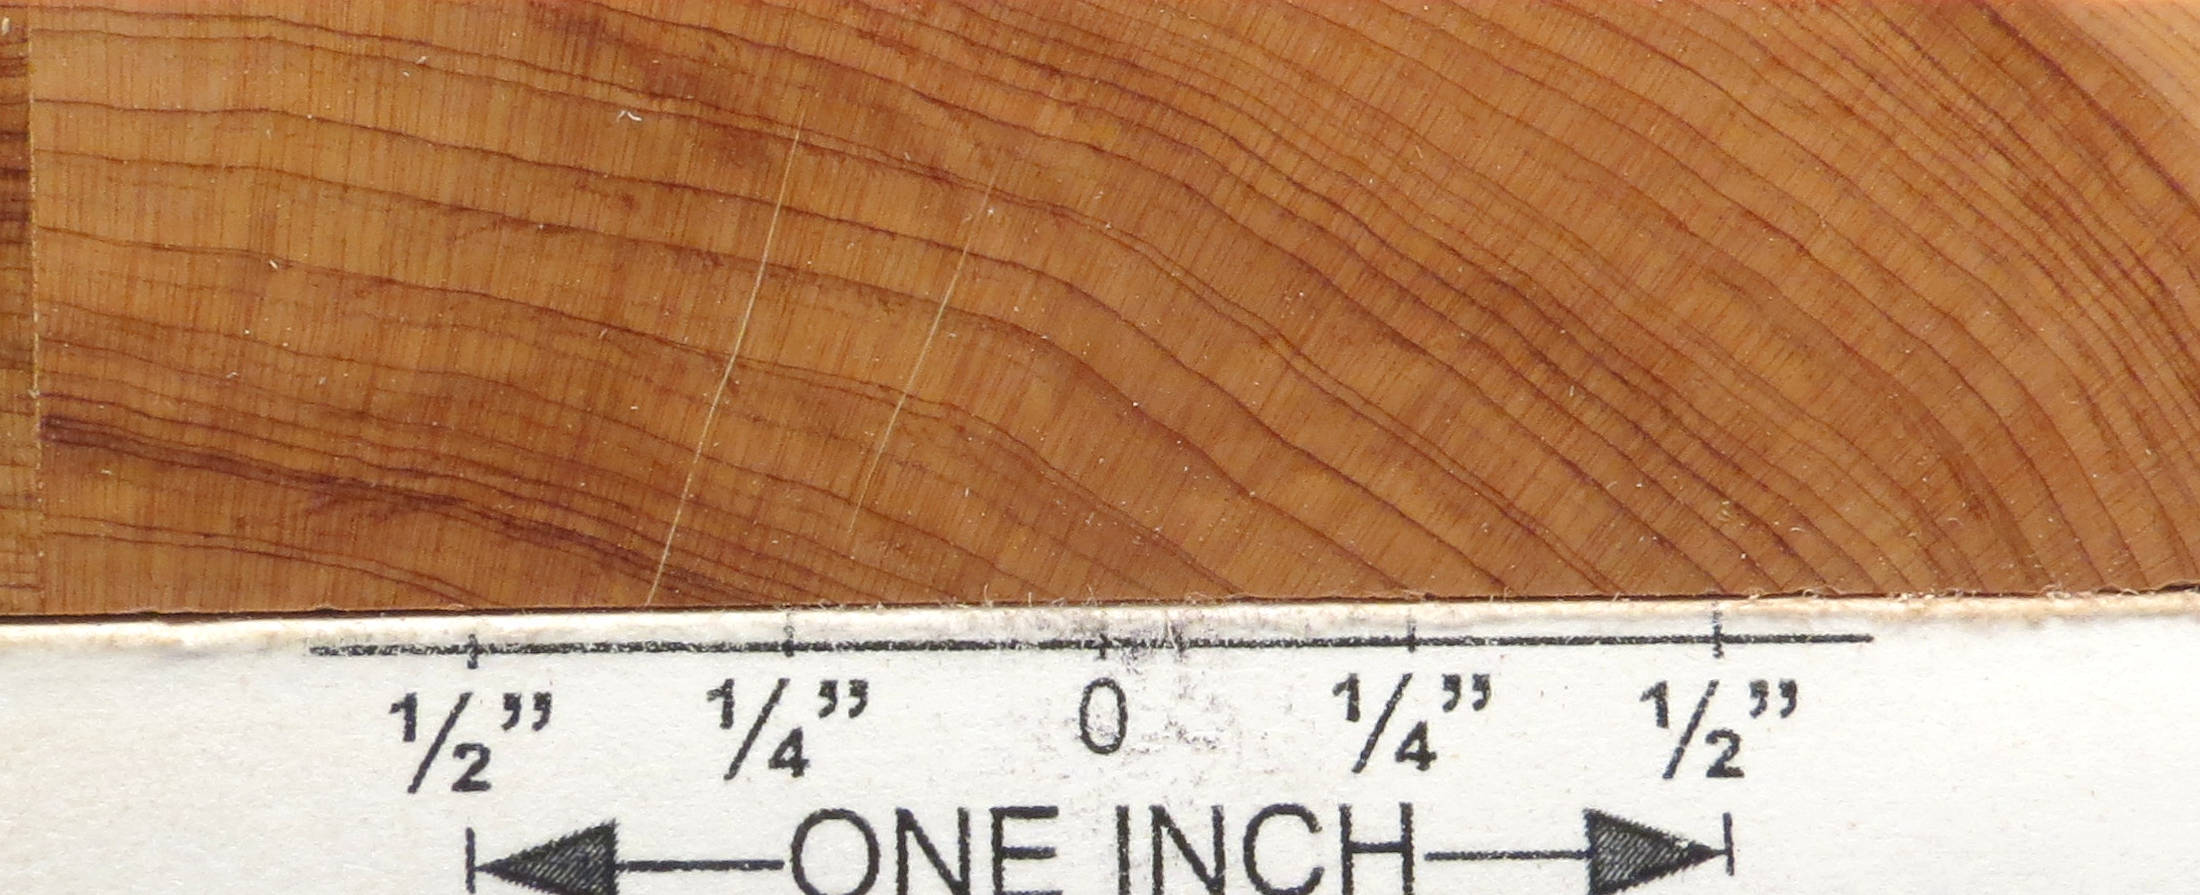 1/2” 1/4” 0 1/4” 1/2”
ONE INCH